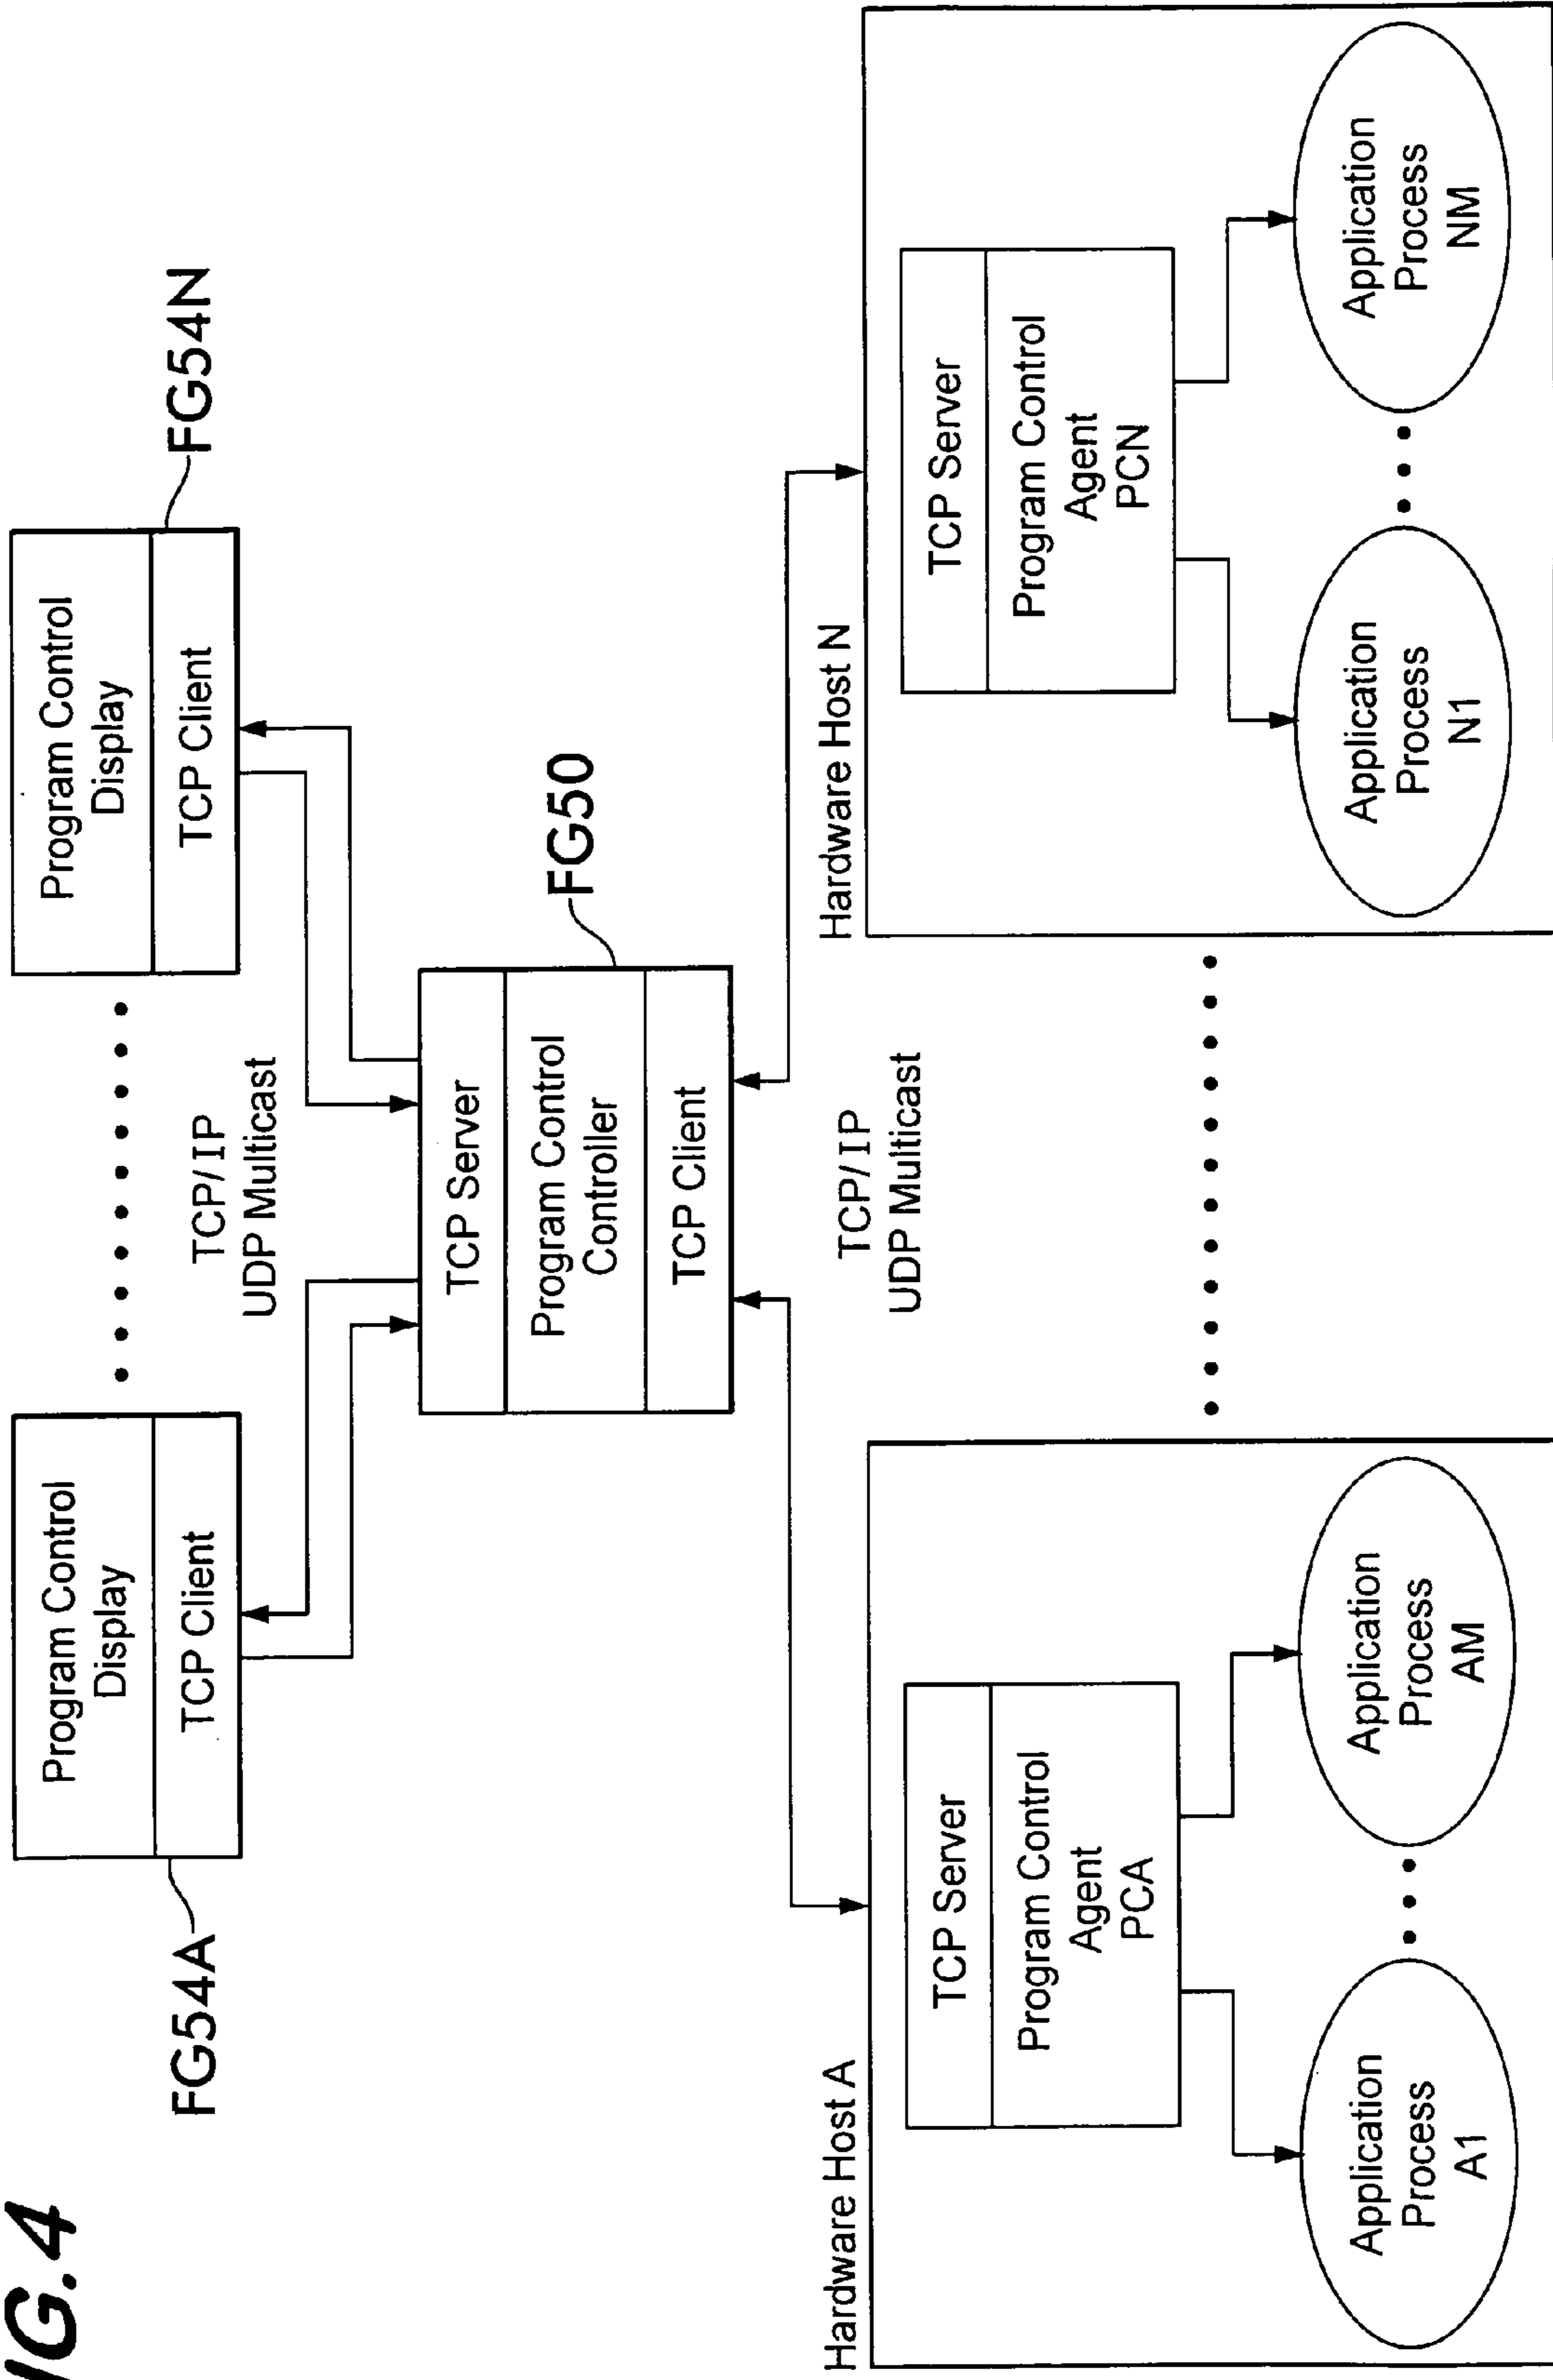 IG.4
FG54A
Program Control
Display
TCP Client
TCP/IP
UDP Multicast
Program Control
Display
TCP Client
FG54N
TCP Server
Program Control
Controller
TCP Client
FG50
TCP/IP
UDP Multicast
Hardware Host A
TCP Server
Program Control
Agent
PCA
Application
Process
A1
Application
Process
AM
Hardware Host N
TCP Server
Program Control
Agent
PCN
Application
Process
N1
Application
Process
NM